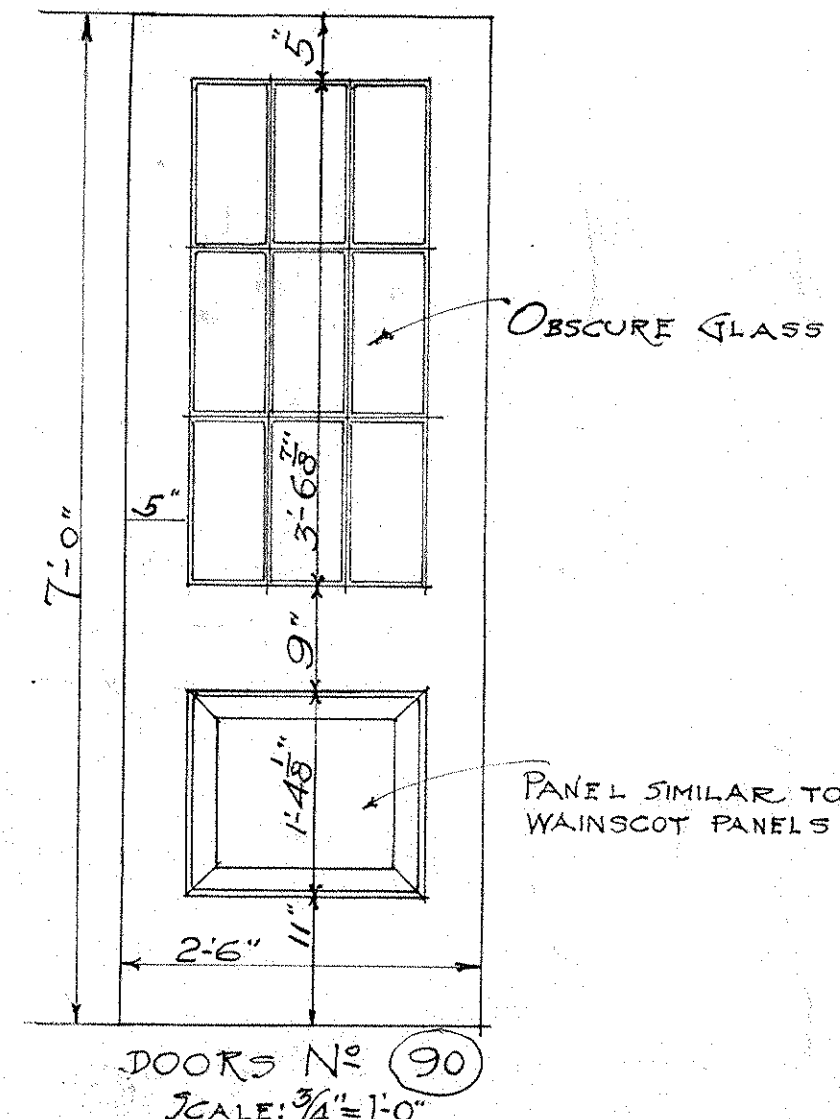 5"
OBSCURE GLASS
3'-6 7/8"
5"
7'-0"
9"
1'-4 1/8"
PANEL SIMILAR TO
WAINSCOT PANELS
11"
2'-6"
DOORS Nº 90
SCALE: 3/4" = 1'-0"